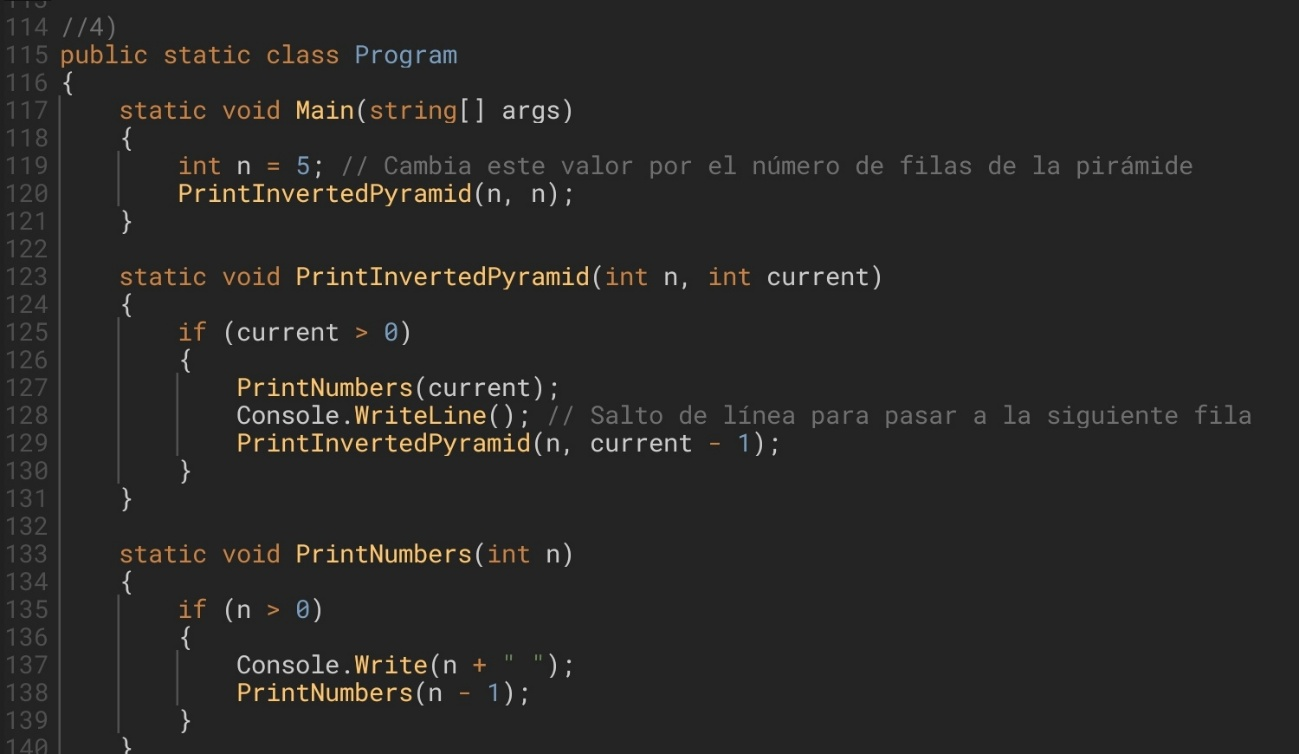 114 //4)
115 public static class Program
116 {
117     static void Main(string[] args)
118     {
119         int n = 5; // Cambia este valor por el número de filas de la pirámide
120         PrintInvertedPyramid(n, n);
121     }
122
123     static void PrintInvertedPyramid(int n, int current)
124     {
125         if (current > 0)
126         {
127             PrintNumbers(current);
128             Console.WriteLine(); // Salto de línea para pasar a la siguiente fila
129             PrintInvertedPyramid(n, current - 1);
130         }
131     }
132
133     static void PrintNumbers(int n)
134     {
135         if (n > 0)
136         {
137             Console.Write(n + " ");
138             PrintNumbers(n - 1);
139         }
140     }